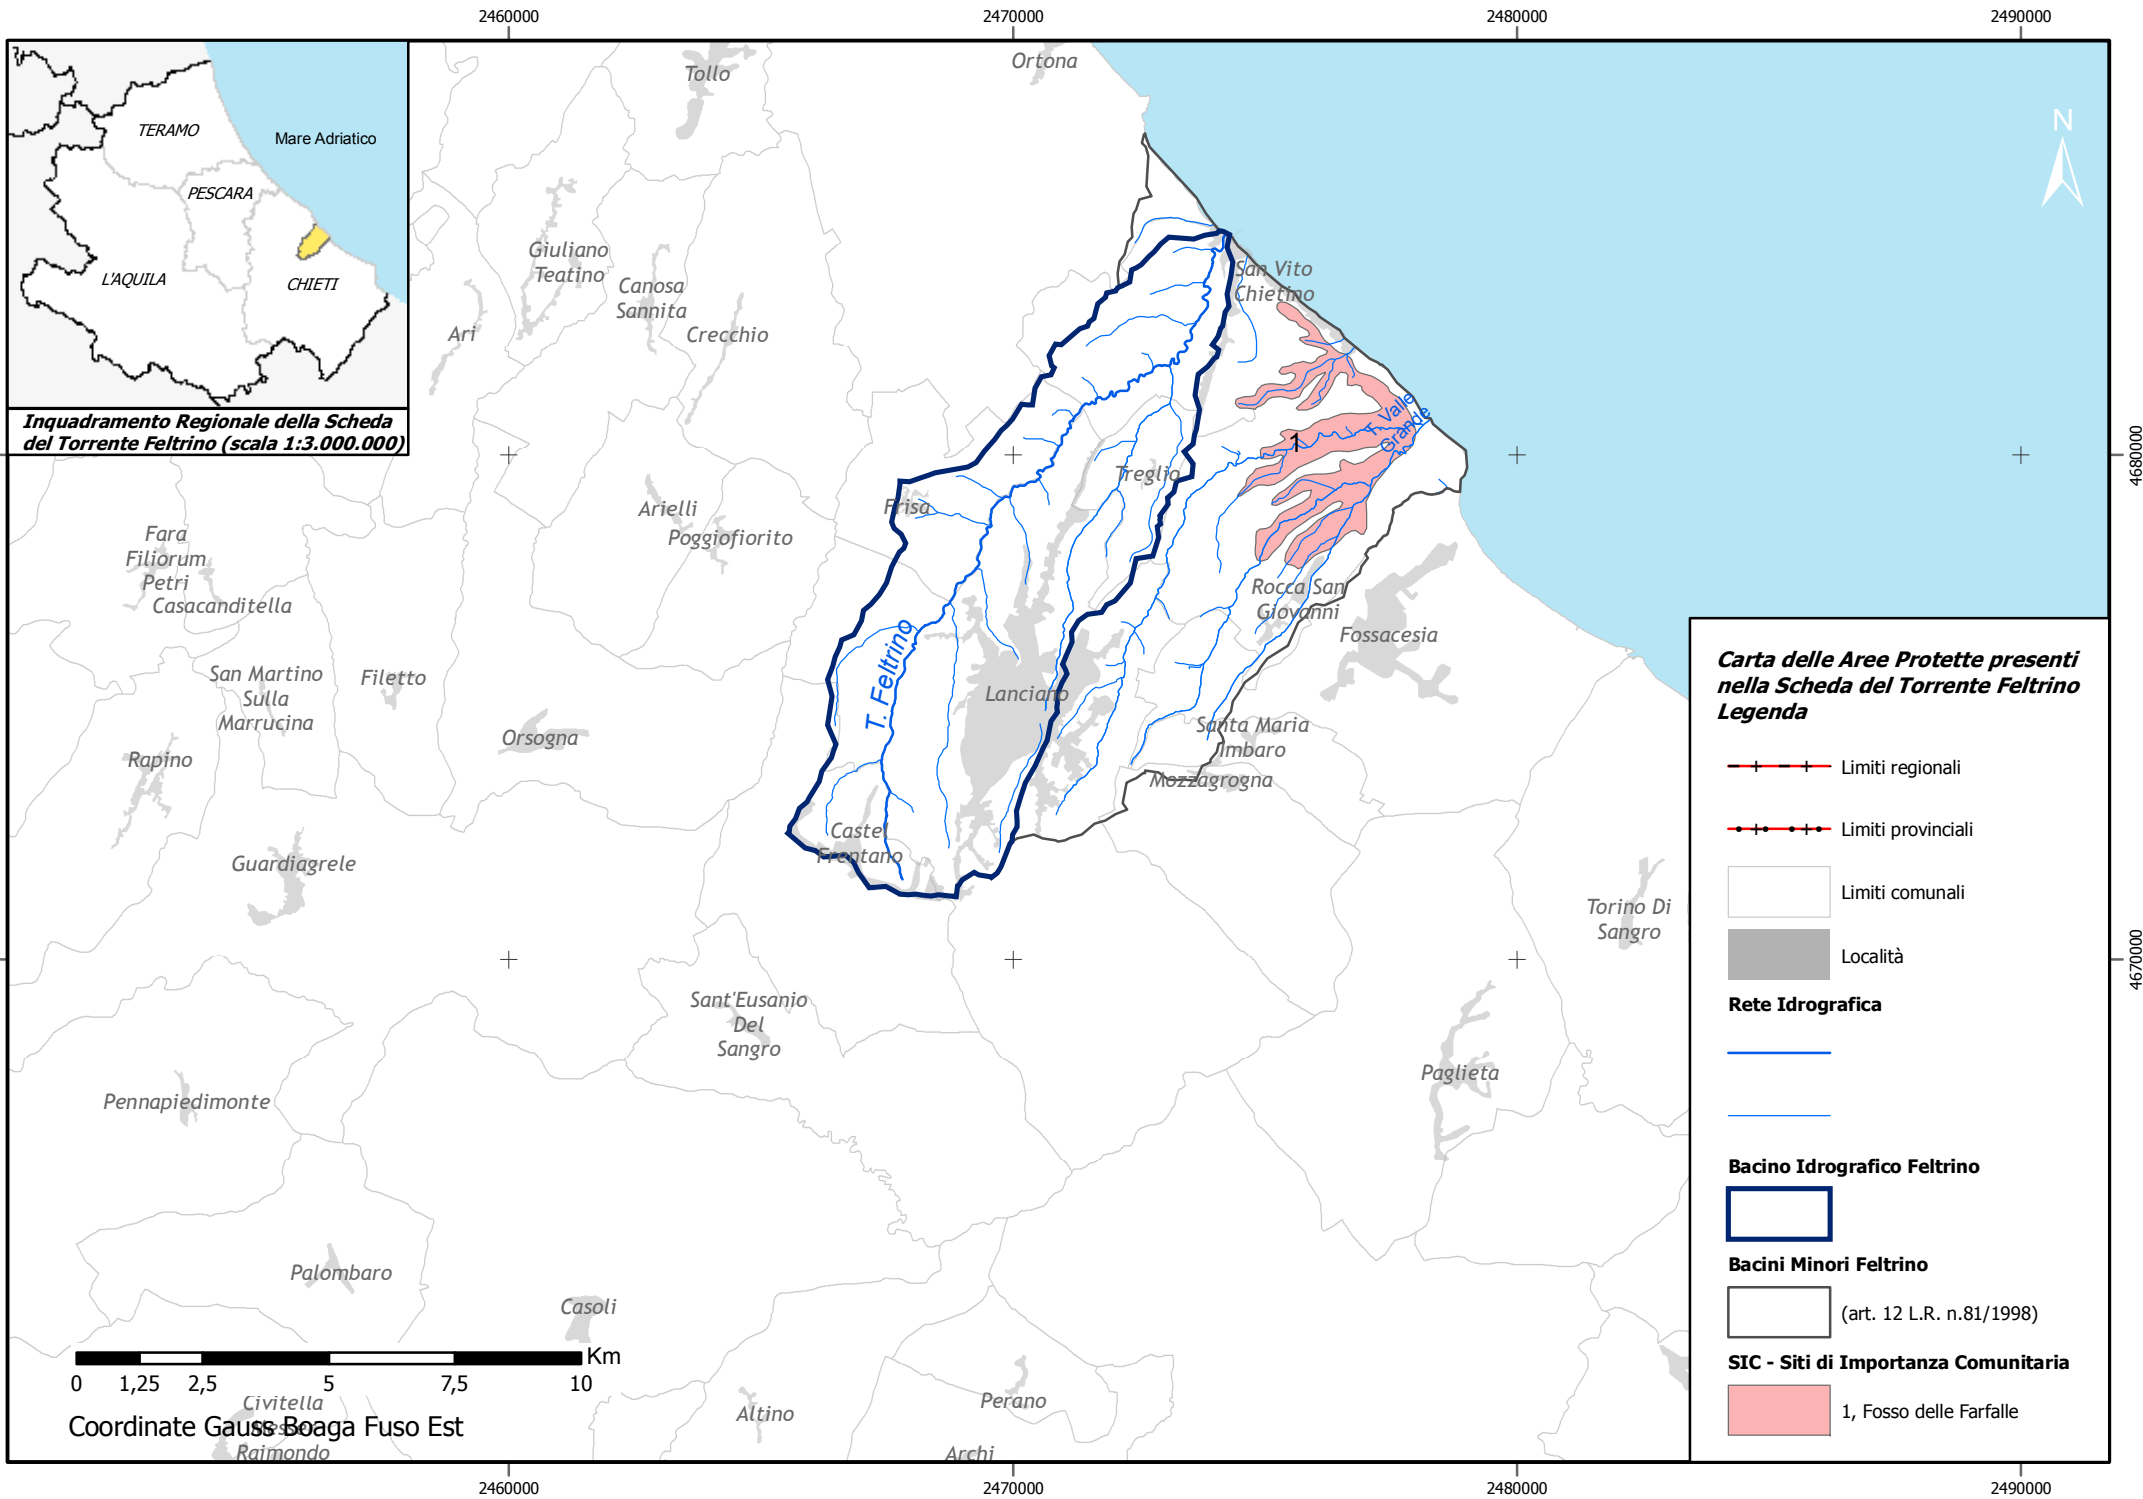 2460000
2470000
2480000
2490000
TERAMO
Mare Adriatico
PESCARA
L'AQUILA
CHIETI
Inquadramento Regionale della Scheda
del Torrente Feltrino (scala 1:3.000.000)
Tollo
Ortona
N
Giuliano
Teatino
Canosa
Sannita
Ari
Crecchio
San Vito
Chietino
T. Valle
Grande
1
4680000
Treglio
Frisa
Arielli
Poggiofiorito
Fara
Filiorum
Petri
Casacanditella
Rocca San
Giovanni
Fossacesia
T. Feltrino
San Martino
Sulla
Marrucina
Filetto
Lanciano
Orsogna
Santa Maria
Imbaro
Mozzagrogna
Rapino
Castel
Frentano
Guardiagrele
Torino Di
Sangro
4670000
Sant'Eusanio
Del
Sangro
Paglieta
Pennapiedimonte
Palombaro
Casoli
Perano
Altino
Archi
Civitella
Messer
Raimondo
Km
0 1,25 2,5 5 7,5 10
Coordinate Gauss Boaga Fuso Est
Carta delle Aree Protette presenti
nella Scheda del Torrente Feltrino
Legenda
Limiti regionali
Limiti provinciali
Limiti comunali
Località
Rete Idrografica
Bacino Idrografico Feltrino
Bacini Minori Feltrino
(art. 12 L.R. n.81/1998)
SIC - Siti di Importanza Comunitaria
1, Fosso delle Farfalle
2460000
2470000
2480000
2490000